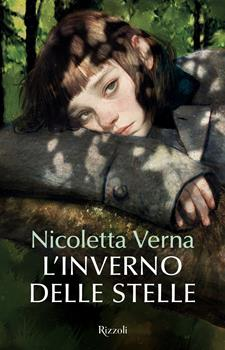 Nicoletta Verna
L'INVERNO
DELLE STELLE
Rizzoli